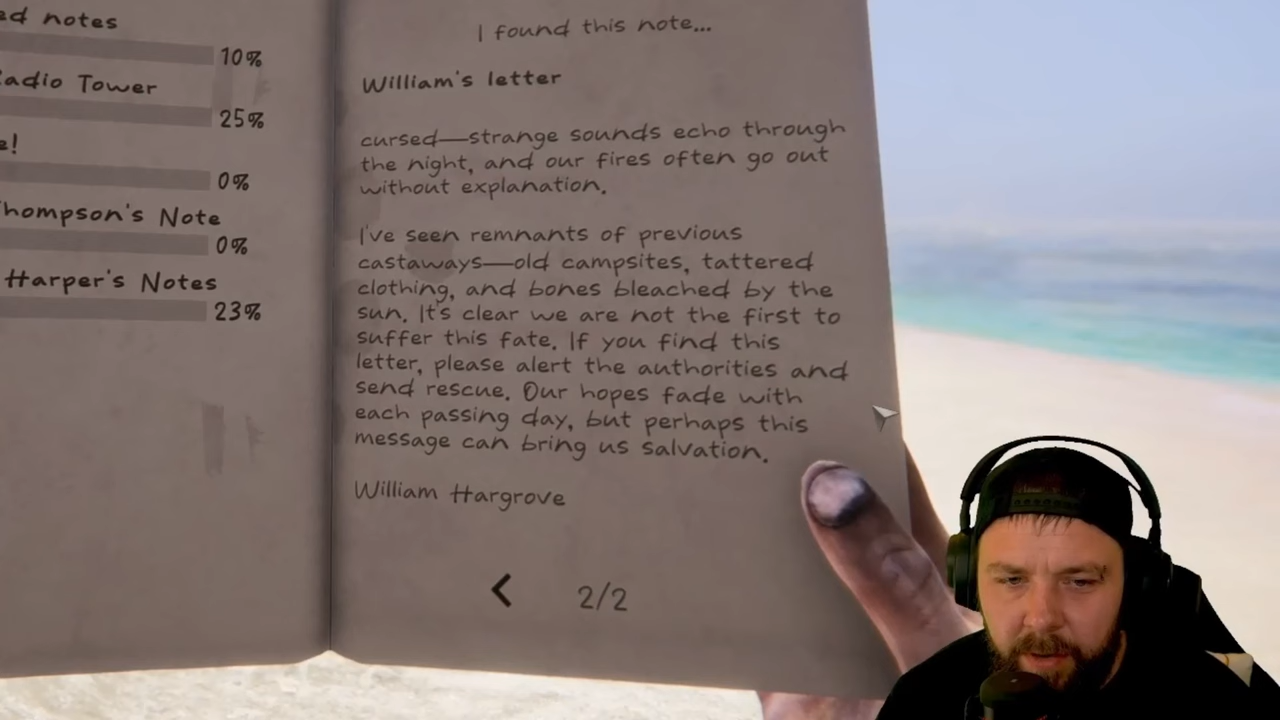 ed notes
10%
Radio Tower
25%
e!
0%
Thompson's Note
0%
Harper's Notes
23%
I found this note...
William's letter
cursed—strange sounds echo through
the night, and our fires often go out
without explanation.
I've seen remnants of previous
castaways—old campsites, tattered
clothing, and bones bleached by the
sun. It's clear we are not the first to
suffer this fate. If you find this
letter, please alert the authorities and
send rescue. Our hopes fade with
each passing day, but perhaps this
message can bring us salvation.
William Hargrove
< 2/2